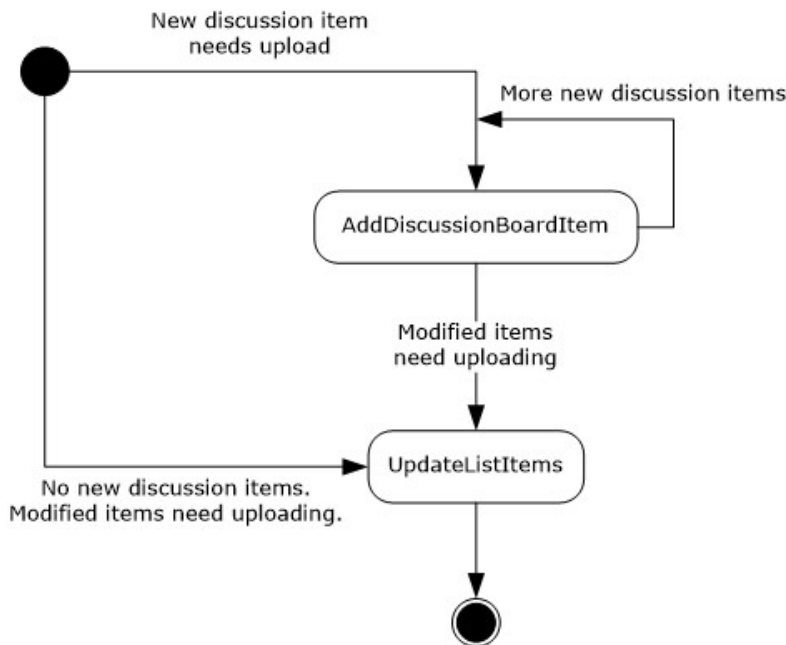 New discussion item
needs upload
More new discussion items
AddDiscussionBoardItem
Modified items
need uploading
UpdateListItems
No new discussion items.
Modified items need uploading.